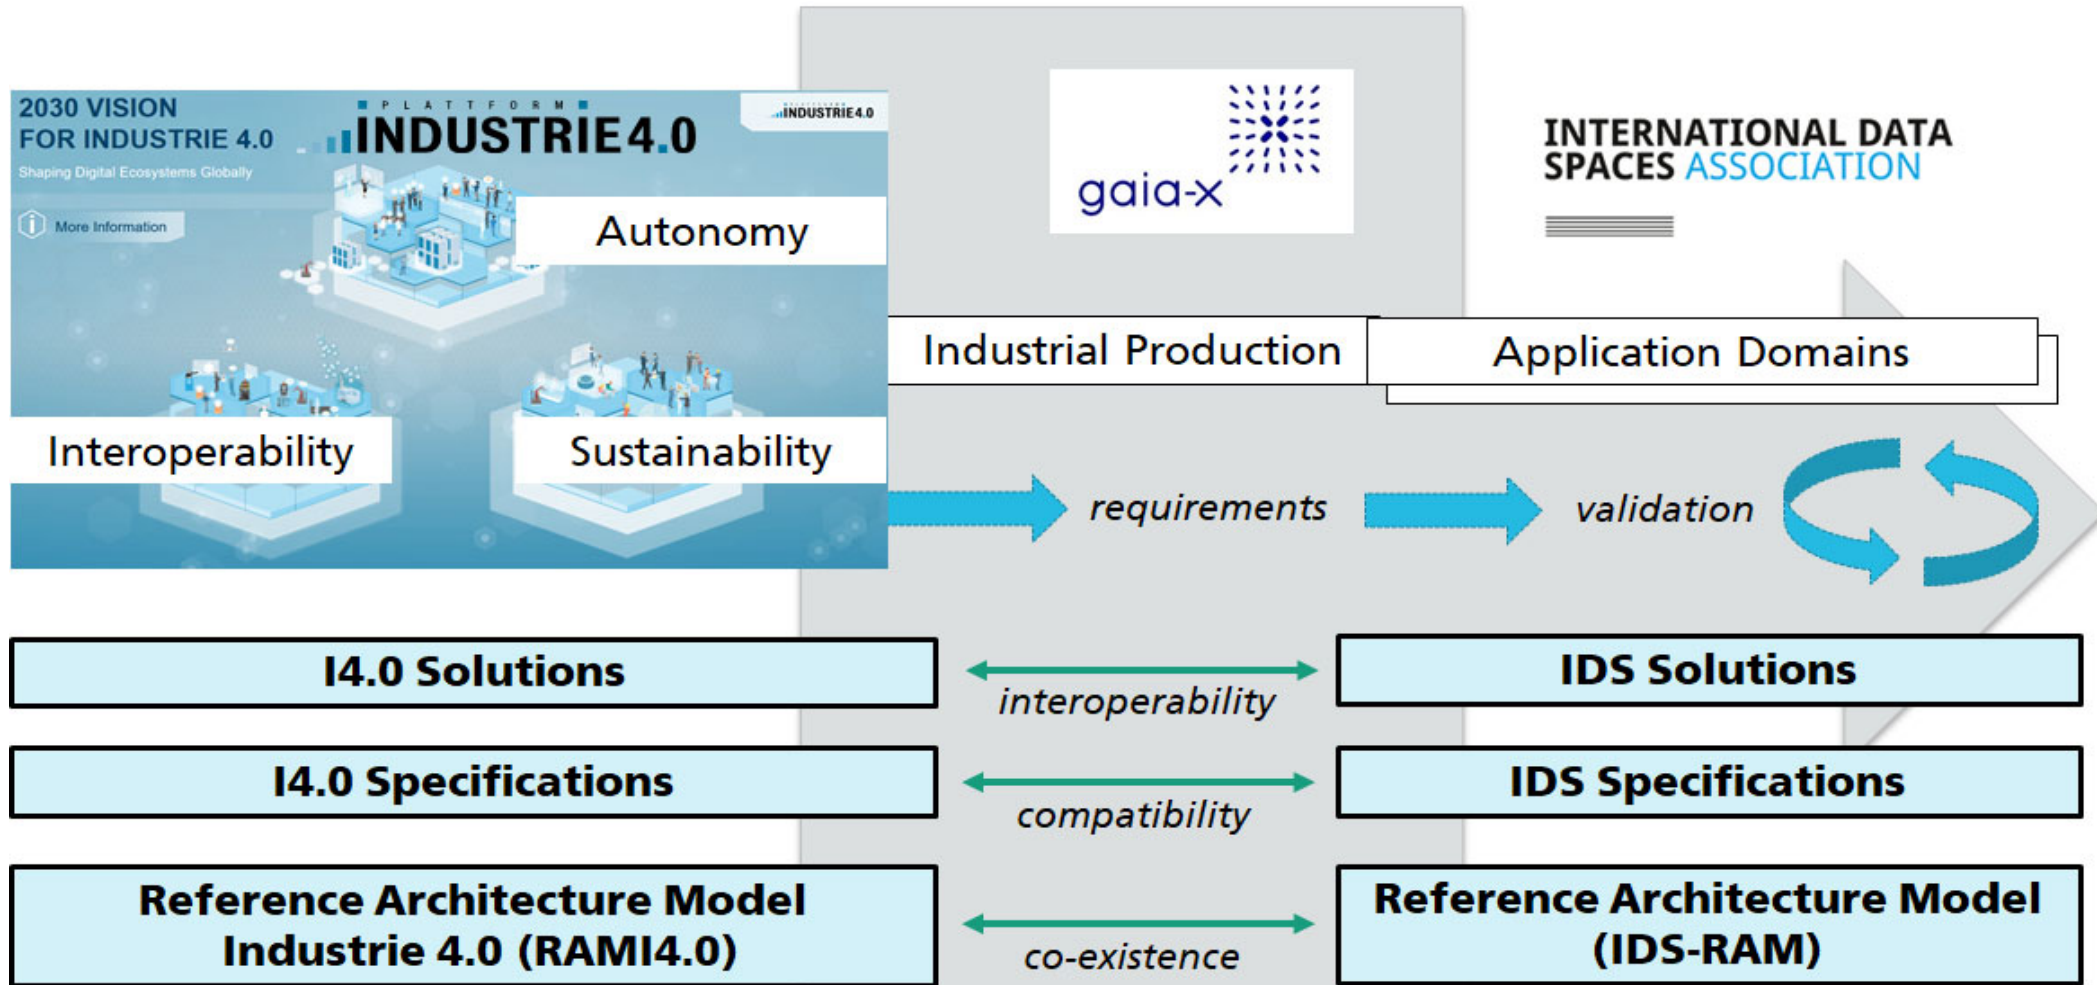 2030 VISION
FOR INDUSTRIE 4.0
Shaping Digital Ecosystems Globally
More Information
PLATTFORM
INDUSTRIE4.0
INDUSTRIE4.0
Autonomy
Interoperability
Sustainability
gaia-x
INTERNATIONAL DATA
SPACES ASSOCIATION
Industrial Production
Application Domains
requirements
validation
I4.0 Solutions
interoperability
IDS Solutions
I4.0 Specifications
compatibility
IDS Specifications
Reference Architecture Model
Industrie 4.0 (RAMI4.0)
co-existence
Reference Architecture Model
(IDS-RAM)